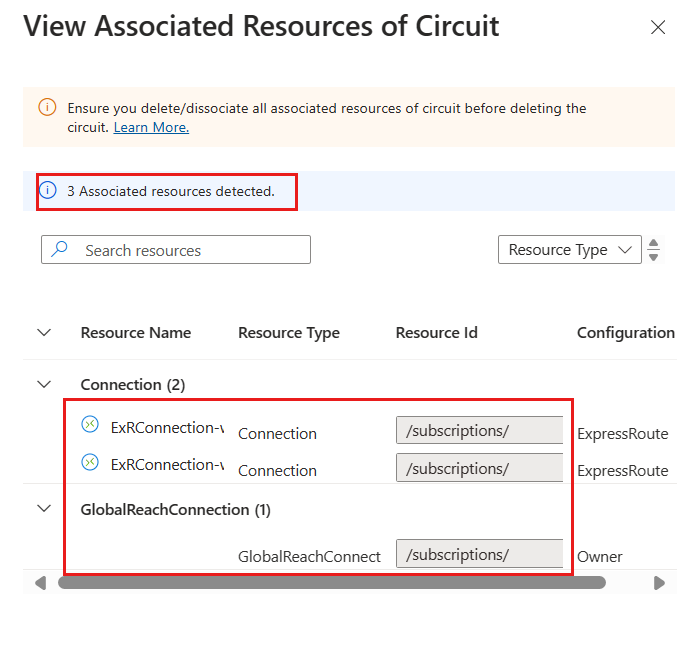 View Associated Resources of Circuit
Ensure you delete/dissociate all associated resources of circuit before deleting the
circuit. Learn More.
3 Associated resources detected.
Search resources
Resource Type
Resource Name Resource Type Resource Id Configuration
Connection (2)
ExRConnection-v Connection /subscriptions/ ExpressRoute
ExRConnection-v Connection /subscriptions/ ExpressRoute
GlobalReachConnection (1)
GlobalReachConnect /subscriptions/ Owner